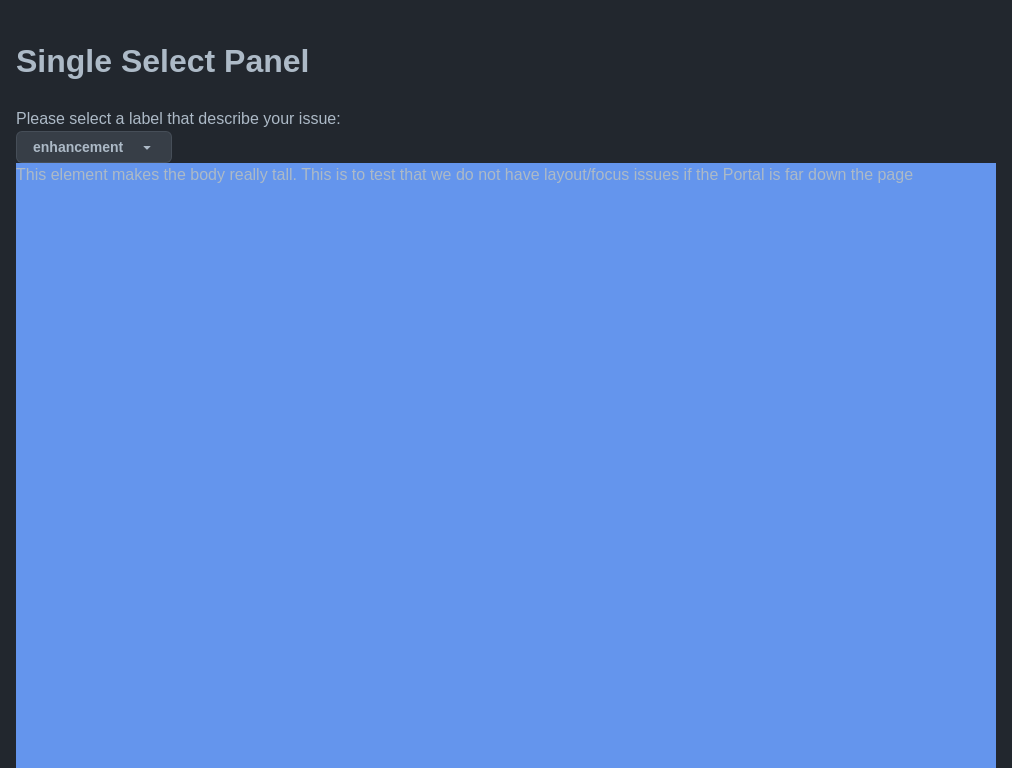 Single Select Panel
Please select a label that describe your issue:
enhancement
This element makes the body really tall. This is to test that we do not have layout/focus issues if the Portal is far down the page